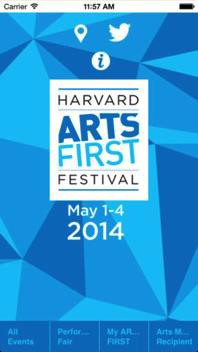 Carrier 11:57 AM
i
HARVARD
ARTS
FIRST
FESTIVAL
May 1-4
2014
All Events
Perfor... Fair
My AR... FIRST
Arts M... Recipient